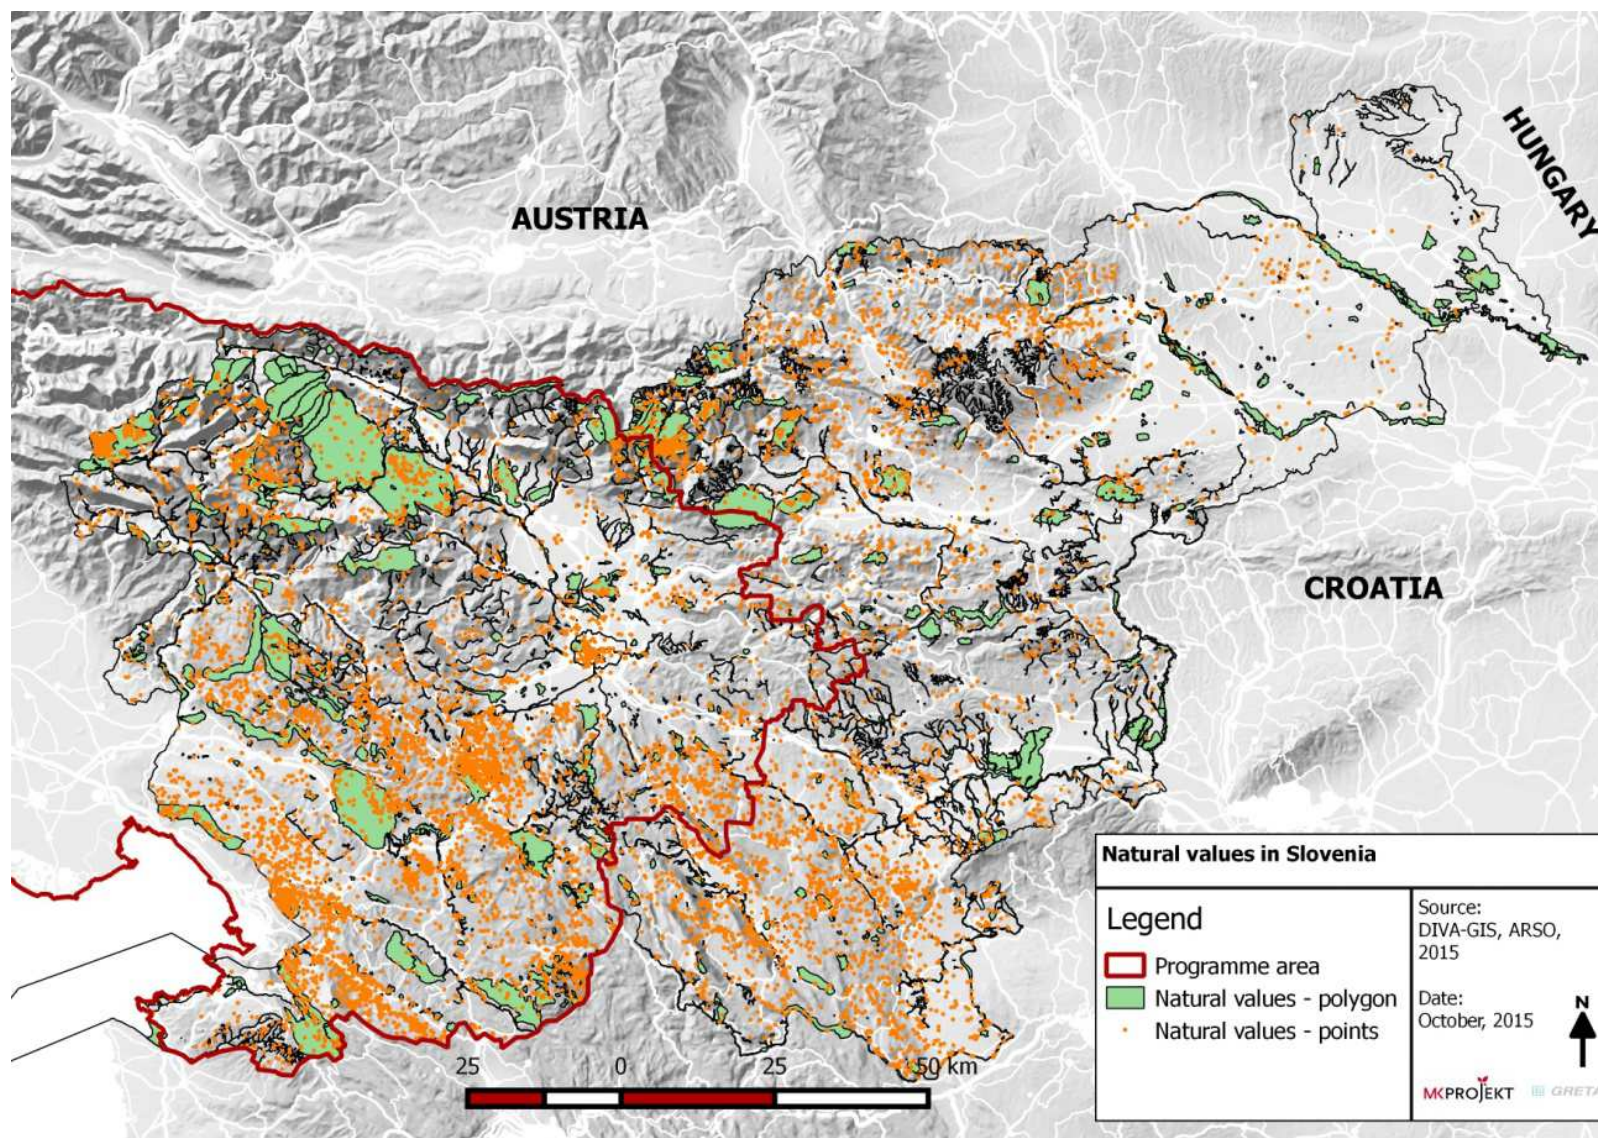 AUSTRIA
HUNGARY
CROATIA
Natural values in Slovenia
Legend
Programme area
Natural values - polygon
Natural values - points
Source:
DIVA-GIS, ARSO,
2015
Date:
October, 2015
N
MKPROJEKT
GRETA
25 0 25 50 km